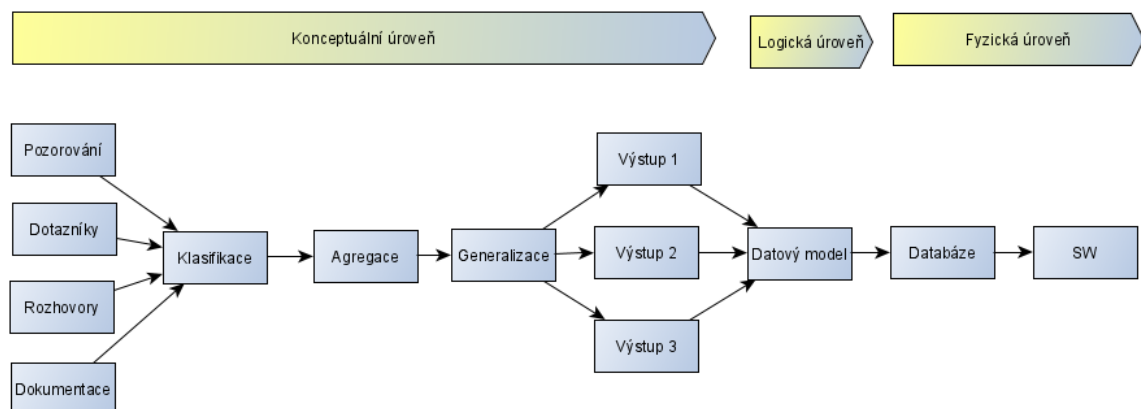 Konceptuální úroveň
Logická úroveň
Fyzická úroveň
Pozorování
Dotazníky
Rozhovory
Dokumentace
Klasifikace
Agregace
Generalizace
Výstup 1
Výstup 2
Výstup 3
Datový model
Databáze
SW